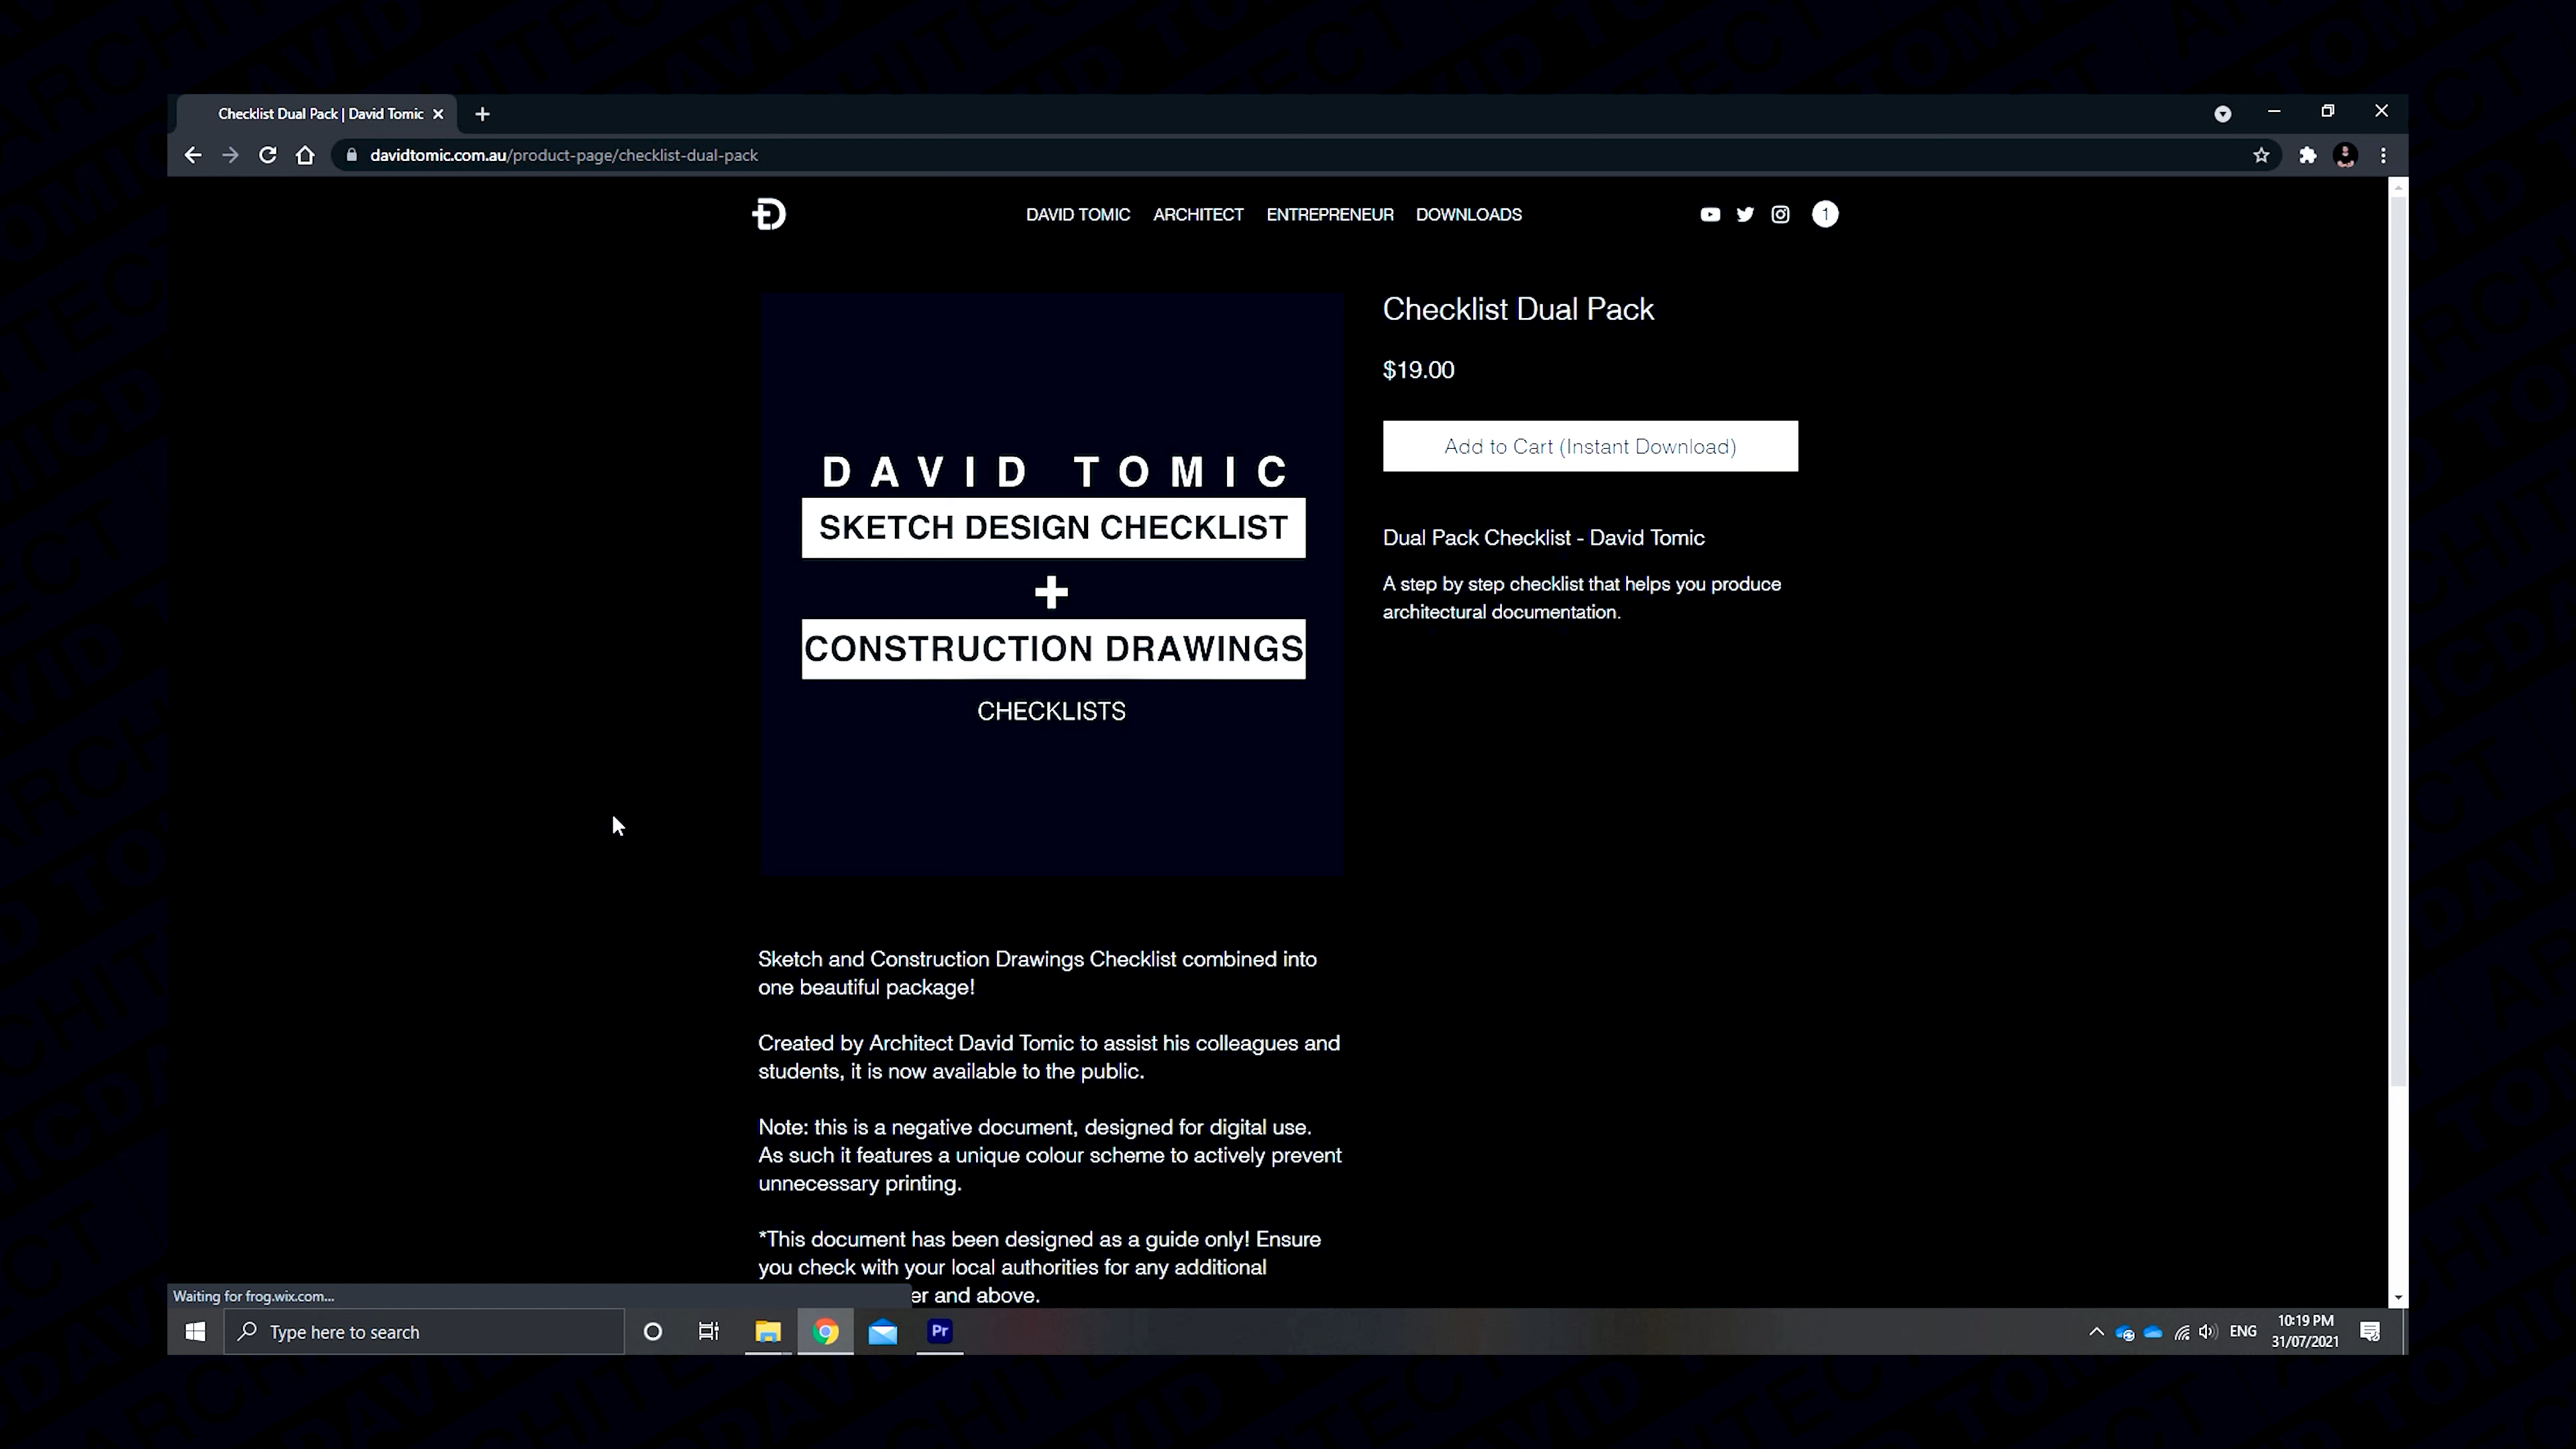 Checklist Dual Pack | David Tomic
davidtomic.com.au/product-page/checklist-dual-pack
DAVID TOMIC ARCHITECT ENTREPRENEUR DOWNLOADS
1
Checklist Dual Pack
$19.00
Add to Cart (Instant Download)
Dual Pack Checklist - David Tomic
A step by step checklist that helps you produce
architectural documentation.
DAVID TOMIC
SKETCH DESIGN CHECKLIST
+
CONSTRUCTION DRAWINGS
CHECKLISTS
Sketch and Construction Drawings Checklist combined into
one beautiful package!
Created by Architect David Tomic to assist his colleagues and
students, it is now available to the public.
Note: this is a negative document, designed for digital use.
As such it features a unique colour scheme to actively prevent
unnecessary printing.
*This document has been designed as a guide only! Ensure
you check with your local authorities for any additional
er and above.
Waiting for frog.wix.com...
Type here to search
Pr
ENG
10:19 PM
31/07/2021